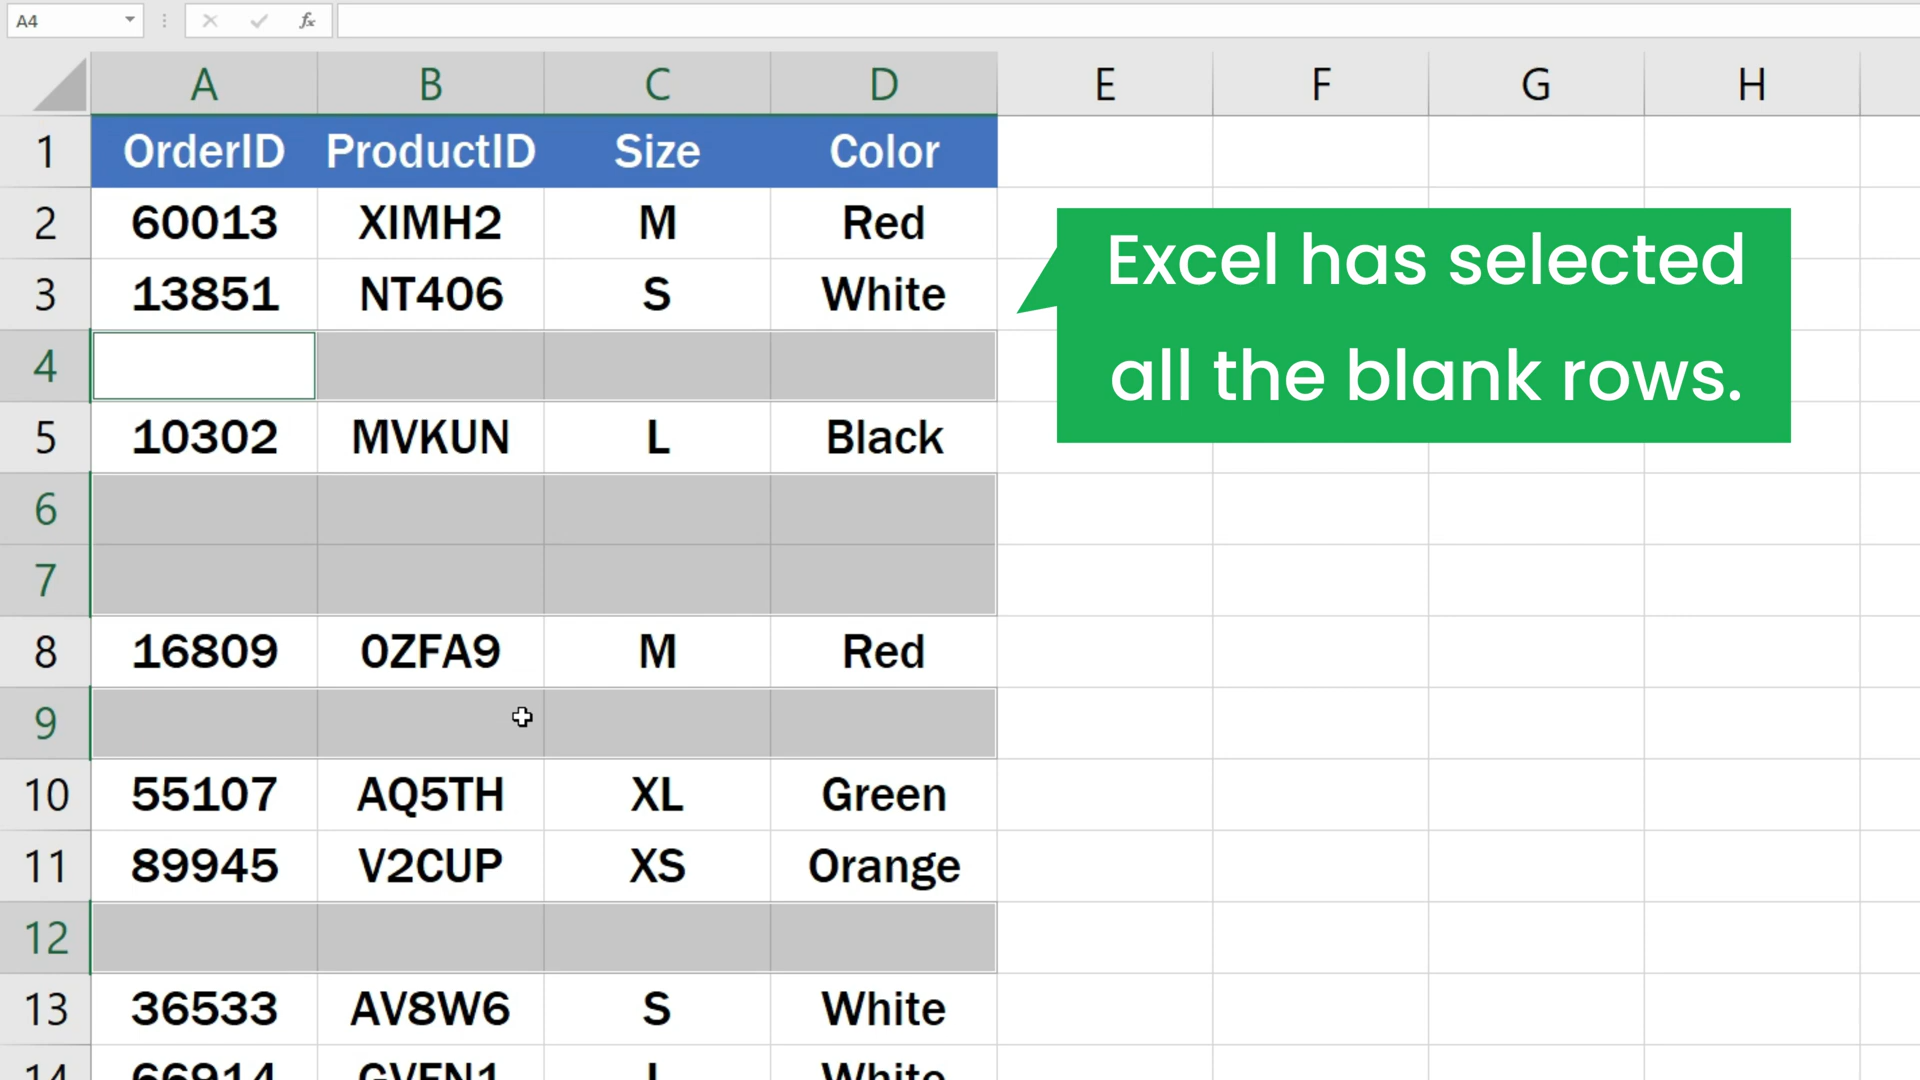 A4 fx
A B C D E F G H
1 OrderID ProductID Size Color
2 60013 XIMH2 M Red
3 13851 NT406 S White
Excel has selected
all the blank rows.
4
5 10302 MVKUN L Black
6
7
8 16809 0ZFA9 M Red
9
10 55107 AQ5TH XL Green
11 89945 V2CUP XS Orange
12
13 36533 AV8W6 S White
14 66914 L White